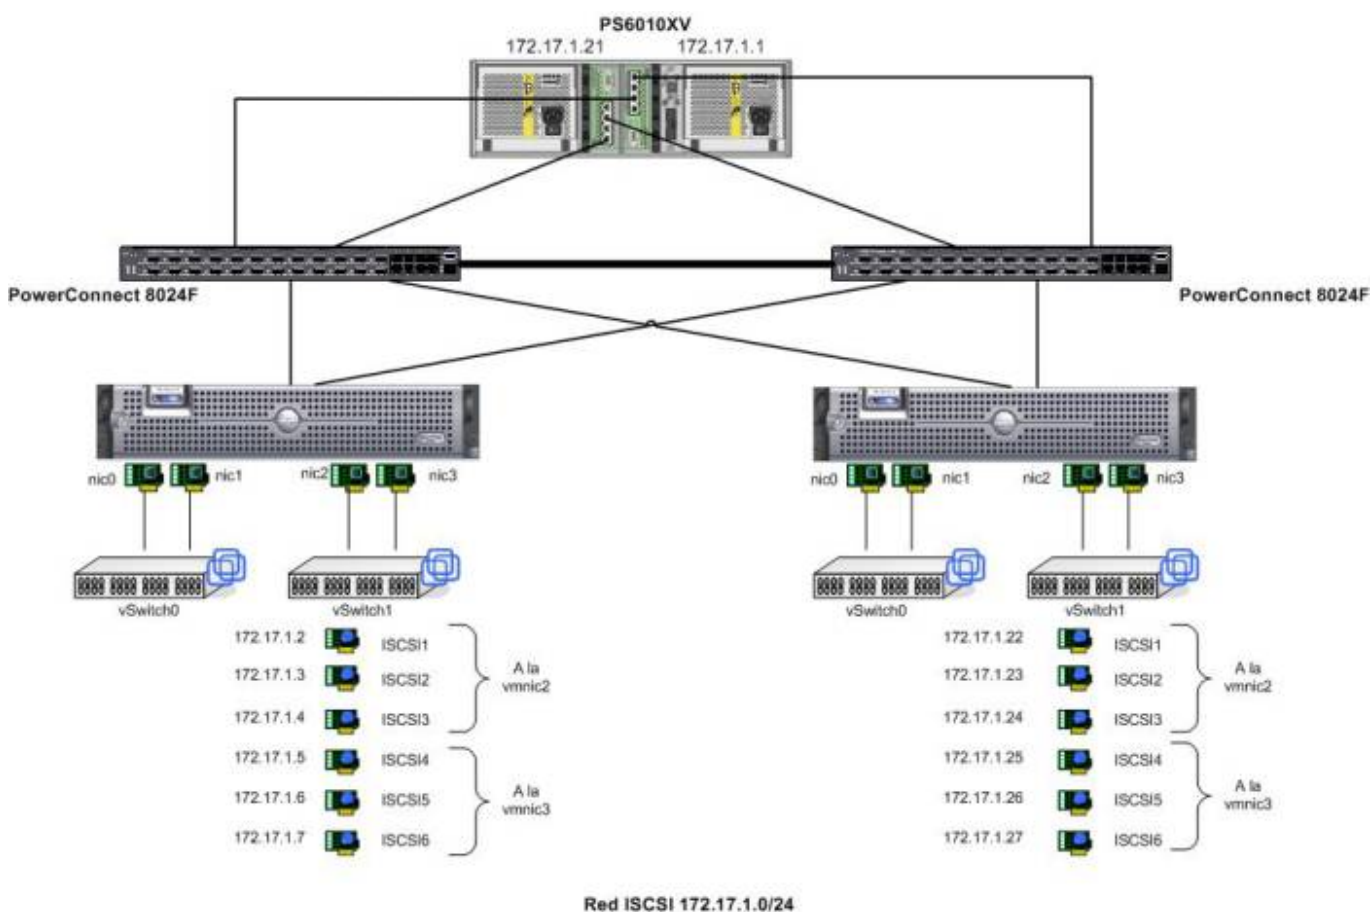 PS6010XV
172.17.1.21 172.17.1.1
PowerConnect 8024F
PowerConnect 8024F
nic0 nic1 nic2 nic3
nic0 nic1 nic2 nic3
vSwitch0 vSwitch1
vSwitch0 vSwitch1
172.17.1.2 ISCSI1
172.17.1.3 ISCSI2
172.17.1.4 ISCSI3
A la
vmnic2
172.17.1.5 ISCSI4
172.17.1.6 ISCSI5
172.17.1.7 ISCSI6
A la
vmnic3
172.17.1.22 ISCSI1
172.17.1.23 ISCSI2
172.17.1.24 ISCSI3
A la
vmnic2
172.17.1.25 ISCSI4
172.17.1.26 ISCSI5
172.17.1.27 ISCSI6
A la
vmnic3
Red ISCSI 172.17.1.0/24